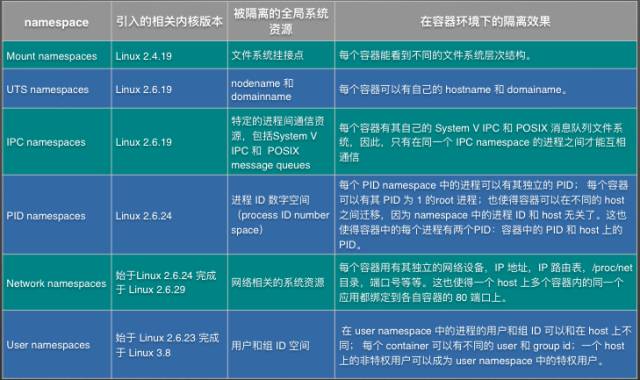 namespace
引入的相关内核版本
被隔离的全局系统
资源
在容器环境下的隔离效果
Mount namespaces
Linux 2.4.19
文件系统挂接点
每个容器能看到不同的文件系统层次结构。
UTS namespaces
Linux 2.6.19
nodename 和
domainname
每个容器可以有自己的 hostname 和 domainame。
IPC namespaces
Linux 2.6.19
特定的进程间通信资
源，包括System V
IPC 和 POSIX
message queues
每个容器有其自己的 System V IPC 和 POSIX 消息队列文件系
统，因此，只有在同一个 IPC namespace 的进程之间才能互相
通信
PID namespaces
Linux 2.6.24
进程 ID 数字空间
（process ID number
space）
每个 PID namespace 中的进程可以有其独立的 PID； 每个容器
可以有其 PID 为 1 的root 进程；也使得容器可以在不同的 host
之间迁移，因为 namespace 中的进程 ID 和 host 无关了。这也
使得容器中的每个进程有两个PID：容器中的 PID 和 host 上的
PID。
Network namespaces
始于Linux 2.6.24 完成
于 Linux 2.6.29
网络相关的系统资源
每个容器用有其独立的网络设备，IP 地址，IP 路由表，/proc/net
目录，端口号等等。这也使得一个 host 上多个容器内的同一个
应用都绑定到各自容器的 80 端口上。
User namespaces
始于 Linux 2.6.23 完成
于 Linux 3.8
用户和组 ID 空间
在 user namespace 中的进程的用户和组 ID 可以和在 host 上不
同； 每个 container 可以有不同的 user 和 group id；一个 host
上的非特权用户可以成为 user namespace 中的特权用户。